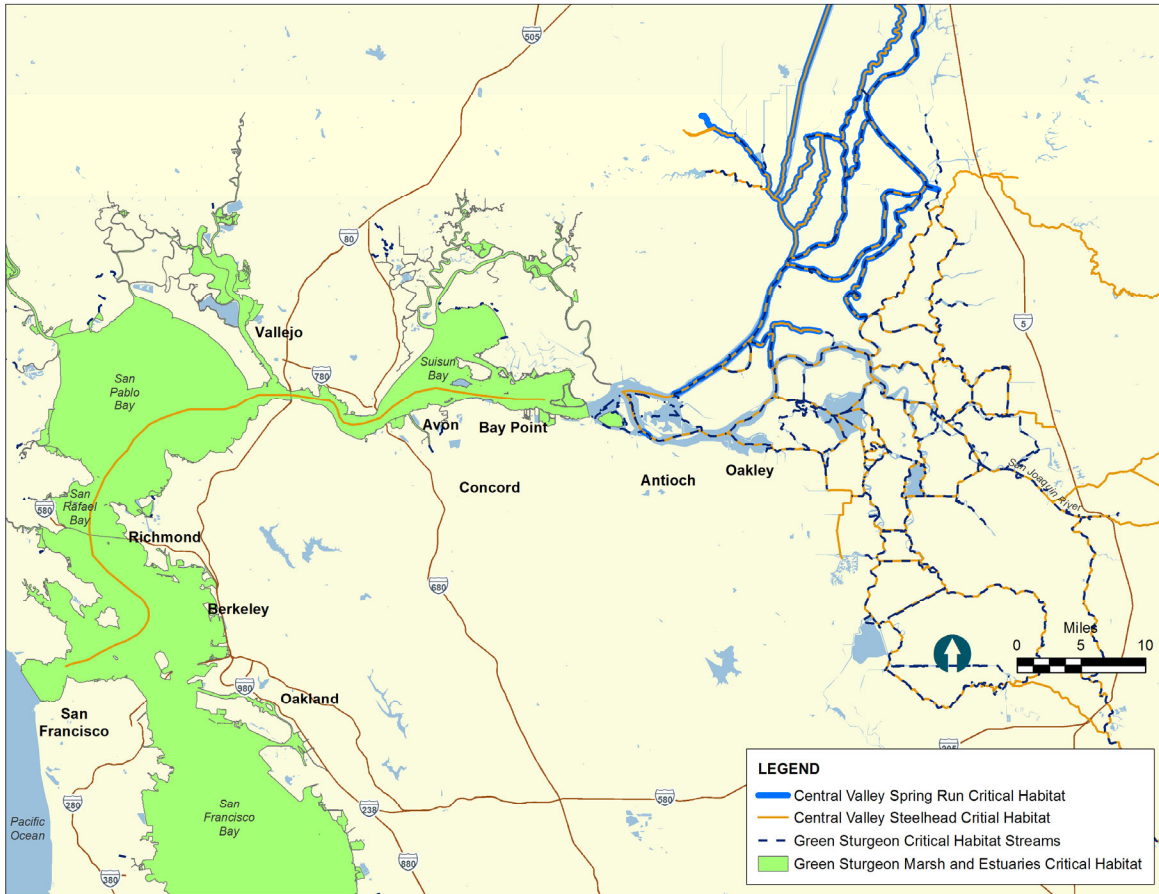 505
80
Vallejo
5
780
Suisun
Bay
San
Pablo
Bay
Avon
Bay Point
Oakley
Antioch
Concord
San Joaquin River
San
Rafael
Bay
580
Richmond
680
Berkeley
Miles
0 5 10
980
Oakland
San
Francisco
205
LEGEND
Central Valley Spring Run Critical Habitat
Central Valley Steelhead Critial Habitat
Green Sturgeon Critical Habitat Streams
Green Sturgeon Marsh and Estuaries Critical Habitat
280
238
580
San
Francisco
Bay
Pacific
Ocean
880
380